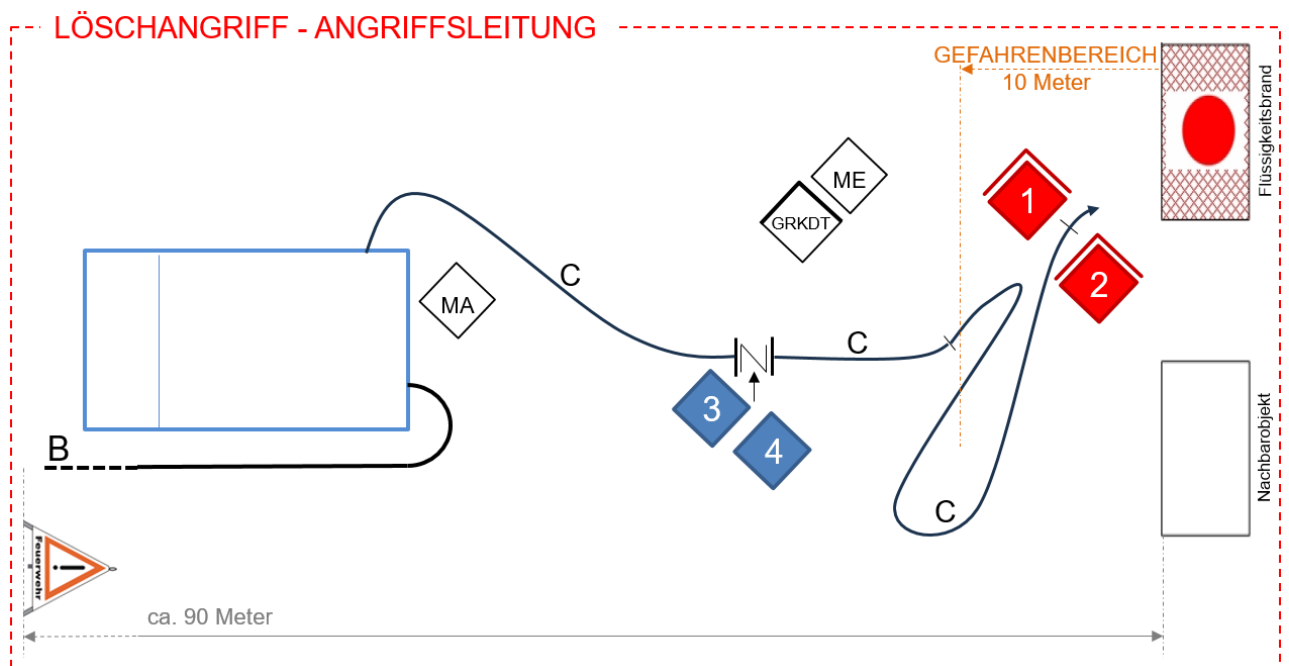 LÖSCHANGRIFF - ANGRIFFSLEITUNG
GEFAHRENBEREICH
10 Meter
Flüssigkeitsbrand
ME
GRKDT
1
2
C
MA
C
3
4
B
C
Nachbarobjekt
Feuerwehr
!
ca. 90 Meter